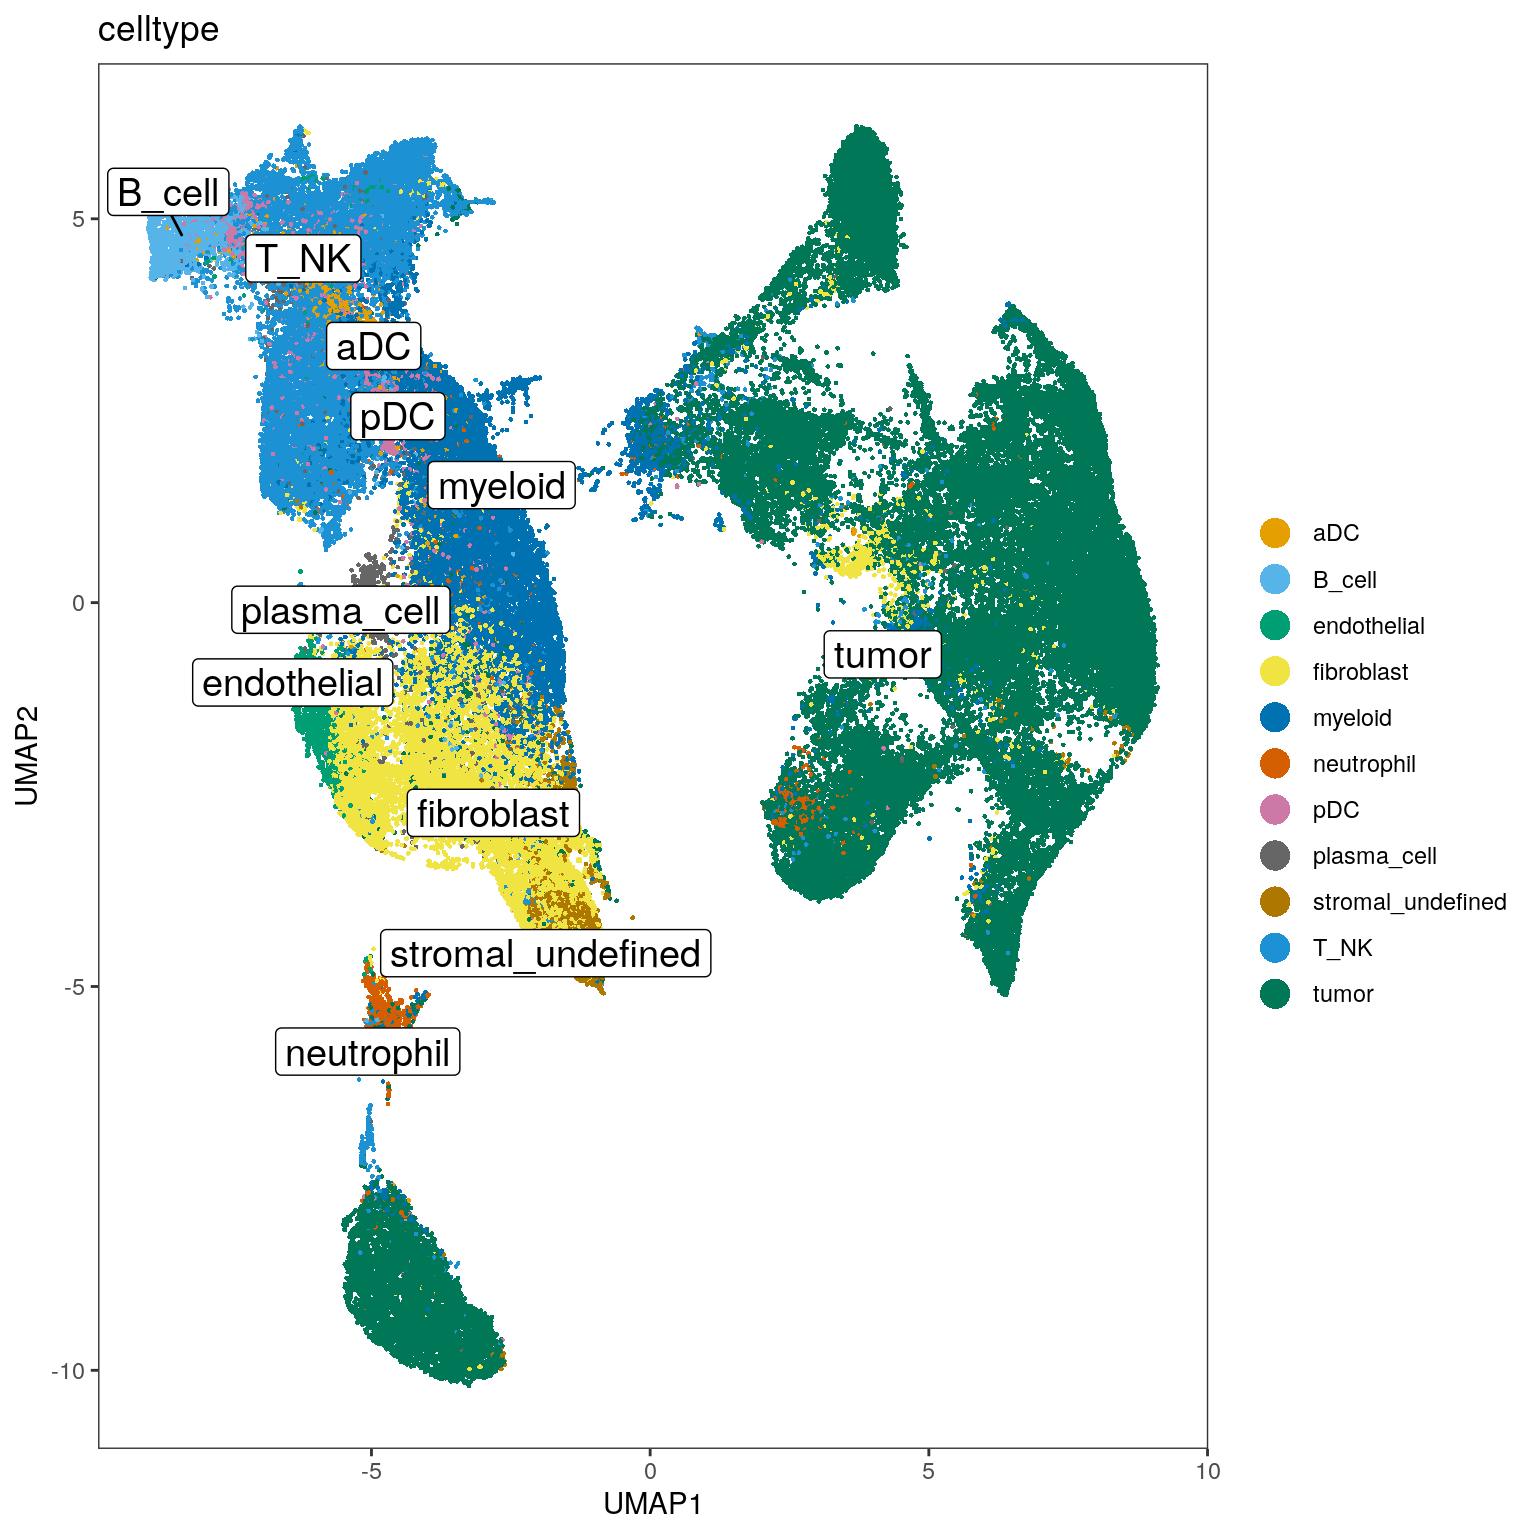 celltype
B_cell
T_NK
aDC
pDC
myeloid
plasma_cell
endothelial
tumor
fibroblast
stromal_undefined
neutrophil
5
0
-5
-10
UMAP2
-5
0
5
10
UMAP1
aDC
B_cell
endothelial
fibroblast
myeloid
neutrophil
pDC
plasma_cell
stromal_undefined
T_NK
tumor